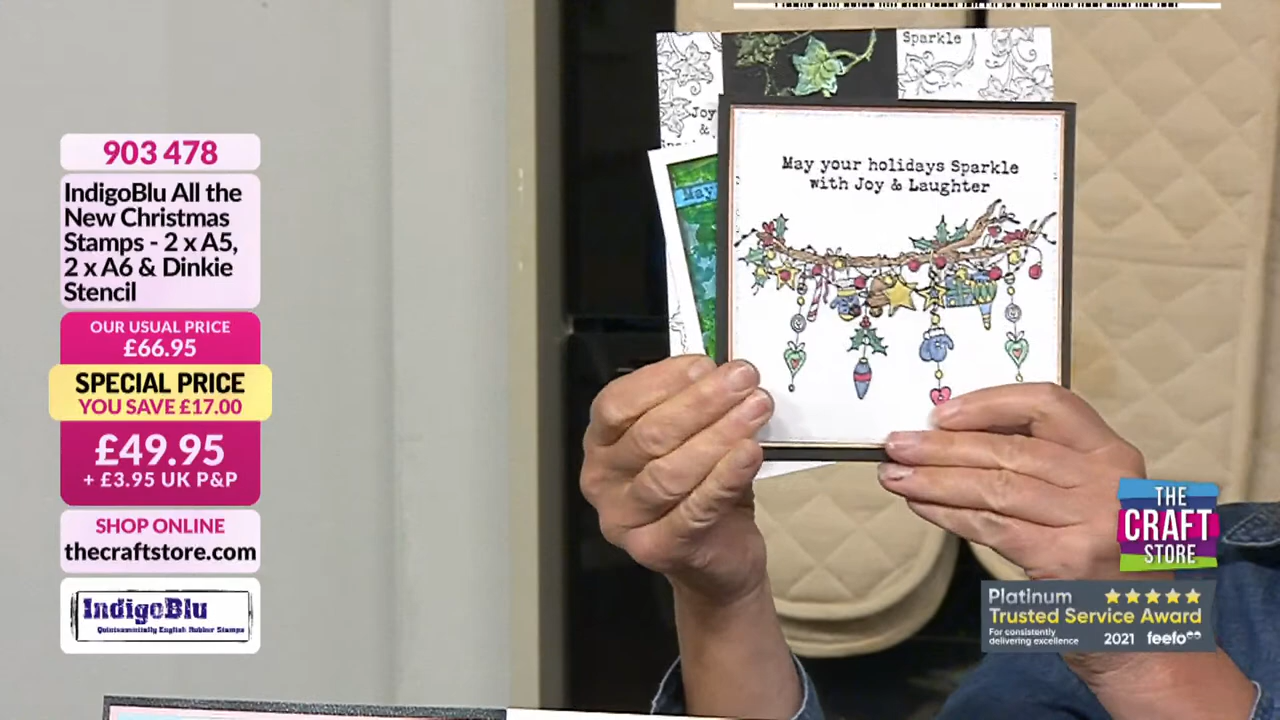 903 478
IndigoBlu All the
New Christmas
Stamps - 2 x A5,
2 x A6 & Dinkie
Stencil
OUR USUAL PRICE
£66.95
SPECIAL PRICE
YOU SAVE £17.00
£49.95
+ £3.95 UK P&P
SHOP ONLINE
thecraftstore.com
IndigoBlu
Quintessentially English Rubber Stamps
Sparkle
Joy
&
May
May your holidays Sparkle
with Joy & Laughter
THE
CRAFT
STORE
Platinum
Trusted Service Award
For consistently
delivering excellence
2021 feefo